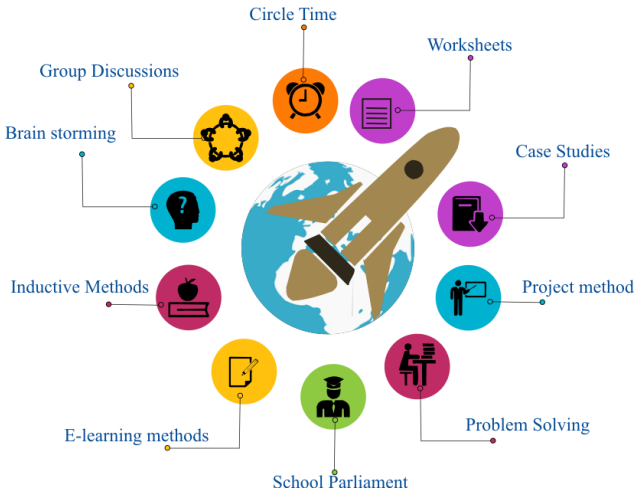 Circle Time
Worksheets
Group Discussions
Brain storming
Case Studies
?
Inductive Methods
Project method
E-learning methods
Problem Solving
School Parliament